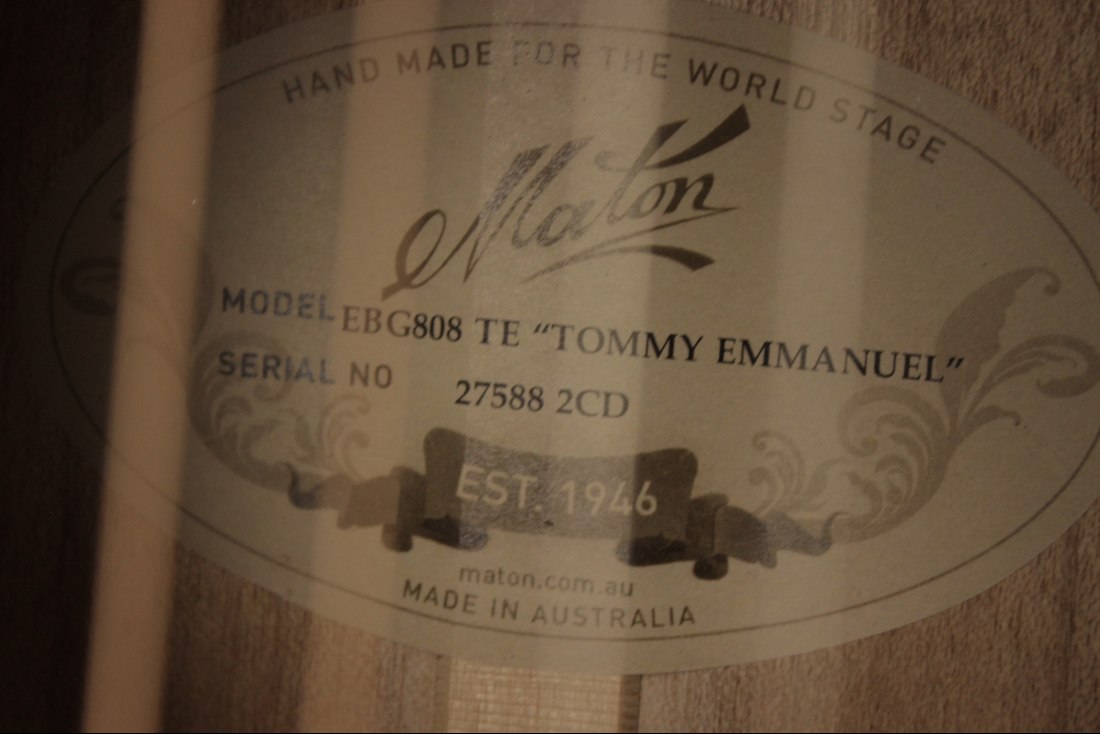 HAND MADE FOR THE WORLD STAGE
Maton
MODEL EBG808 TE “TOMMY EMMANUEL”
SERIAL NO 27588 2CD
EST. 1946
maton.com.au
MADE IN AUSTRALIA